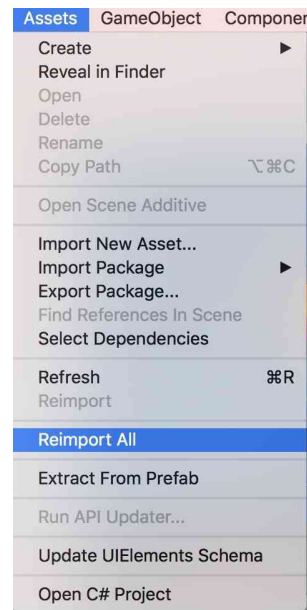 Assets GameObject Componen
Create ▶
Reveal in Finder
Open
Delete
Rename
Copy Path ⌥⌘C
Open Scene Additive
Import New Asset...
Import Package ▶
Export Package...
Find References In Scene
Select Dependencies
Refresh ⌘R
Reimport
Reimport All
Extract From Prefab
Run API Updater...
Update UIElements Schema
Open C# Project